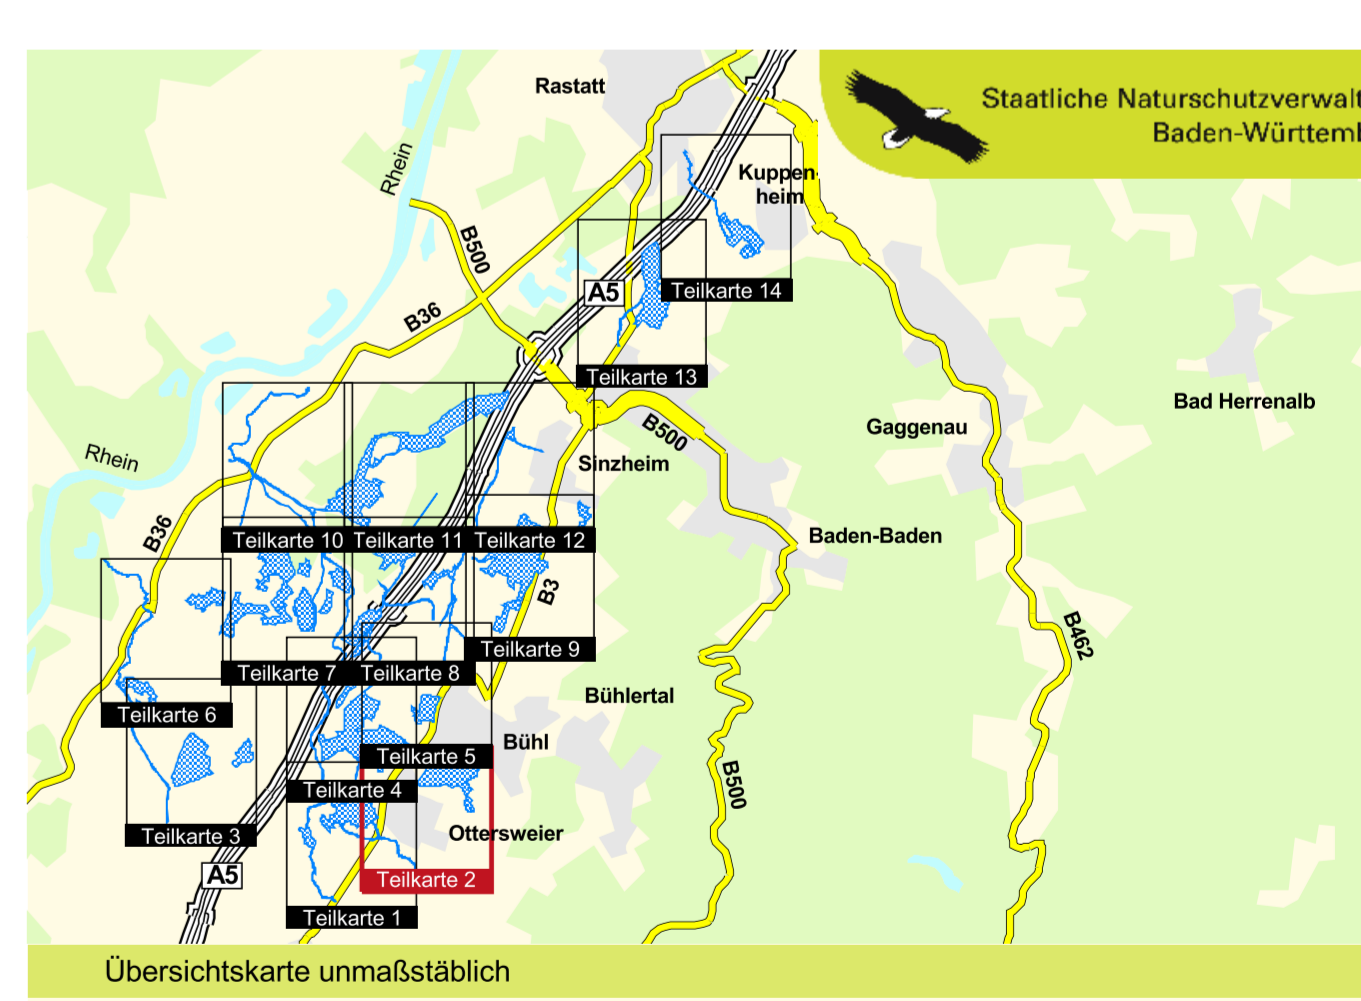 Rastatt
Staatliche Naturschutzverwalt
Baden-Württemb
Rhein
Kuppen-
heim
B500
A5
Teilkarte 14
B36
Teilkarte 13
Bad Herrenalb
Gaggenau
B500
Rhein
Sinzheim
B36
Teilkarte 10
Teilkarte 11
Teilkarte 12
Baden-Baden
B3
B462
Teilkarte 9
Teilkarte 7
Teilkarte 8
Bühlertal
Teilkarte 6
Bühl
Teilkarte 5
B500
Teilkarte 4
Teilkarte 3
Ottersweier
A5
Teilkarte 2
Teilkarte 1
Übersichtskarte unmaßstäblich